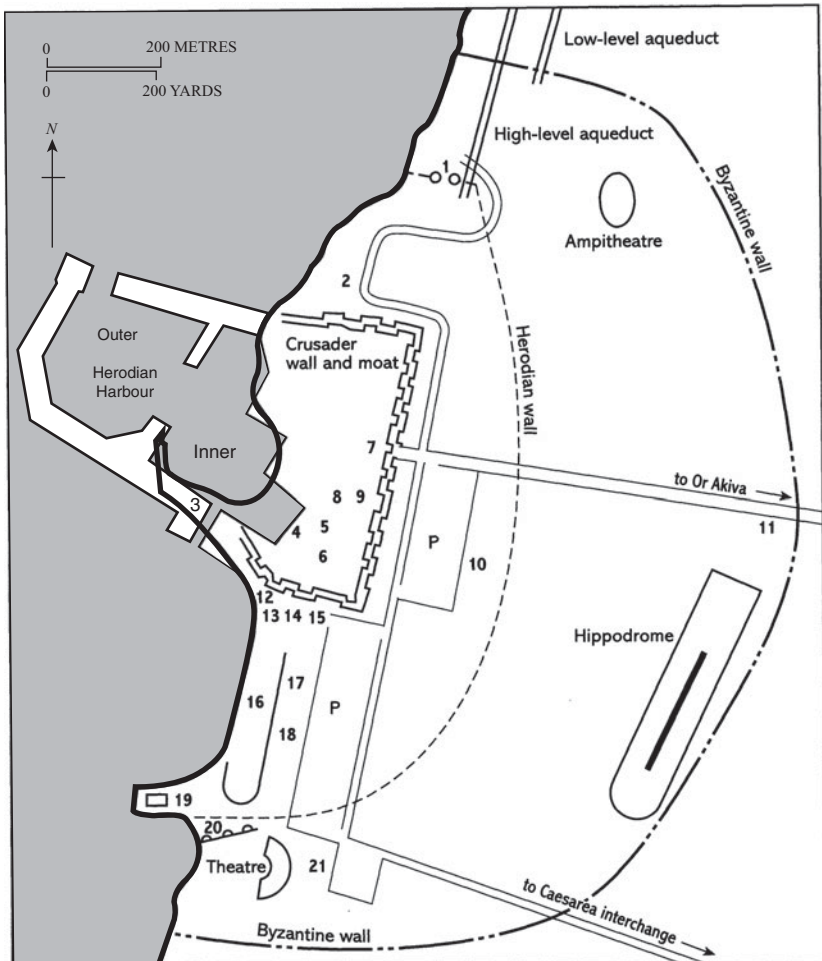 0 200 METRES
0 200 YARDS
N
Low-level aqueduct
High-level aqueduct
1
Byzantine
wall
Ampitheatre
2
Outer
Herodian
Harbour
Crusader
wall and moat
Herodian wall
Inner
7
to Or Akiva
3
8 9
11
4
5
P
6
10
12
13 14 15
Hippodrome
17
16
P
18
19
20
Theatre
21
to Caesarea interchange
Byzantine wall